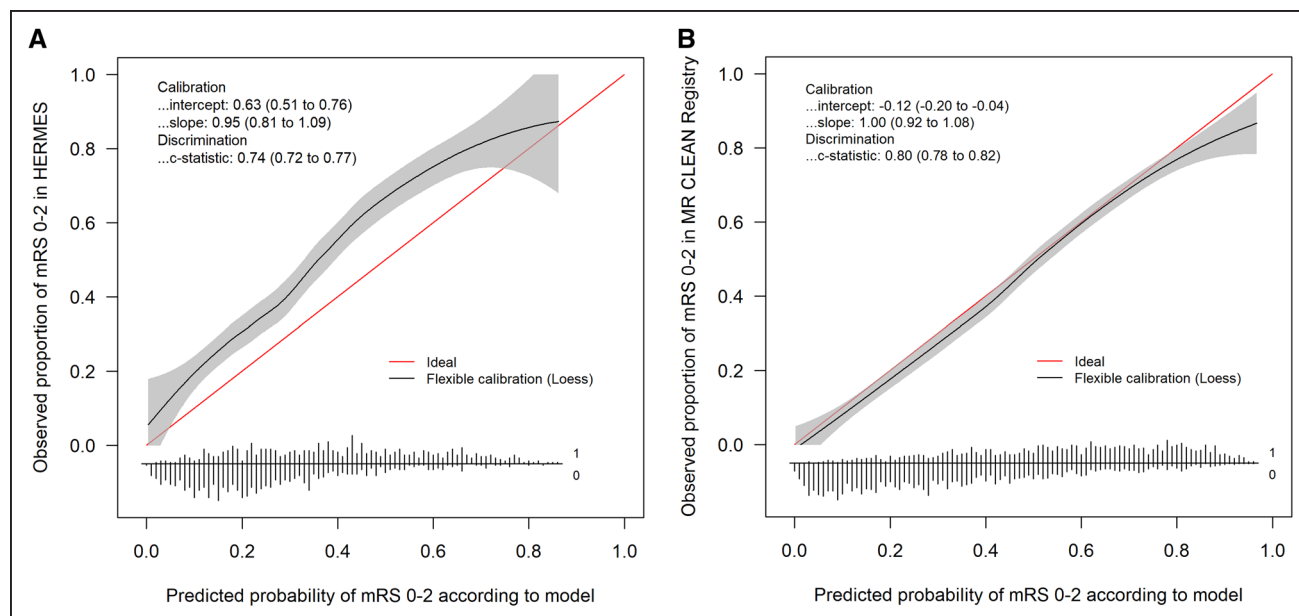 A
Observed proportion of mRS 0-2 in HERMES
1.0
0.8
0.6
0.4
0.2
0.0
Calibration
...intercept: 0.63 (0.51 to 0.76)
...slope: 0.95 (0.81 to 1.09)
Discrimination
...c-statistic: 0.74 (0.72 to 0.77)
Ideal
Flexible calibration (Loess)
1
0
0.0 0.2 0.4 0.6 0.8 1.0
Predicted probability of mRS 0-2 according to model
B
Observed proportion of mRS 0-2 in MR CLEAN Registry
1.0
0.8
0.6
0.4
0.2
0.0
Calibration
...intercept: -0.12 (-0.20 to -0.04)
...slope: 1.00 (0.92 to 1.08)
Discrimination
...c-statistic: 0.80 (0.78 to 0.82)
Ideal
Flexible calibration (Loess)
1
0
0.0 0.2 0.4 0.6 0.8 1.0
Predicted probability of mRS 0-2 according to model